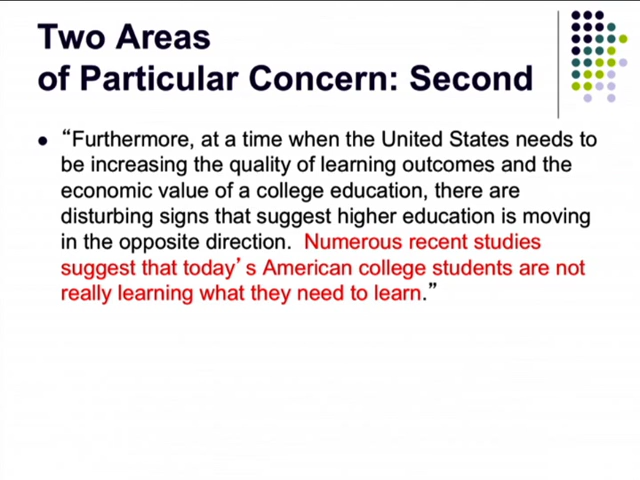 Two Areas
of Particular Concern: Second
● “Furthermore, at a time when the United States needs to
be increasing the quality of learning outcomes and the
economic value of a college education, there are
disturbing signs that suggest higher education is moving
in the opposite direction.  Numerous recent studies
suggest that today’s American college students are not
really learning what they need to learn.”